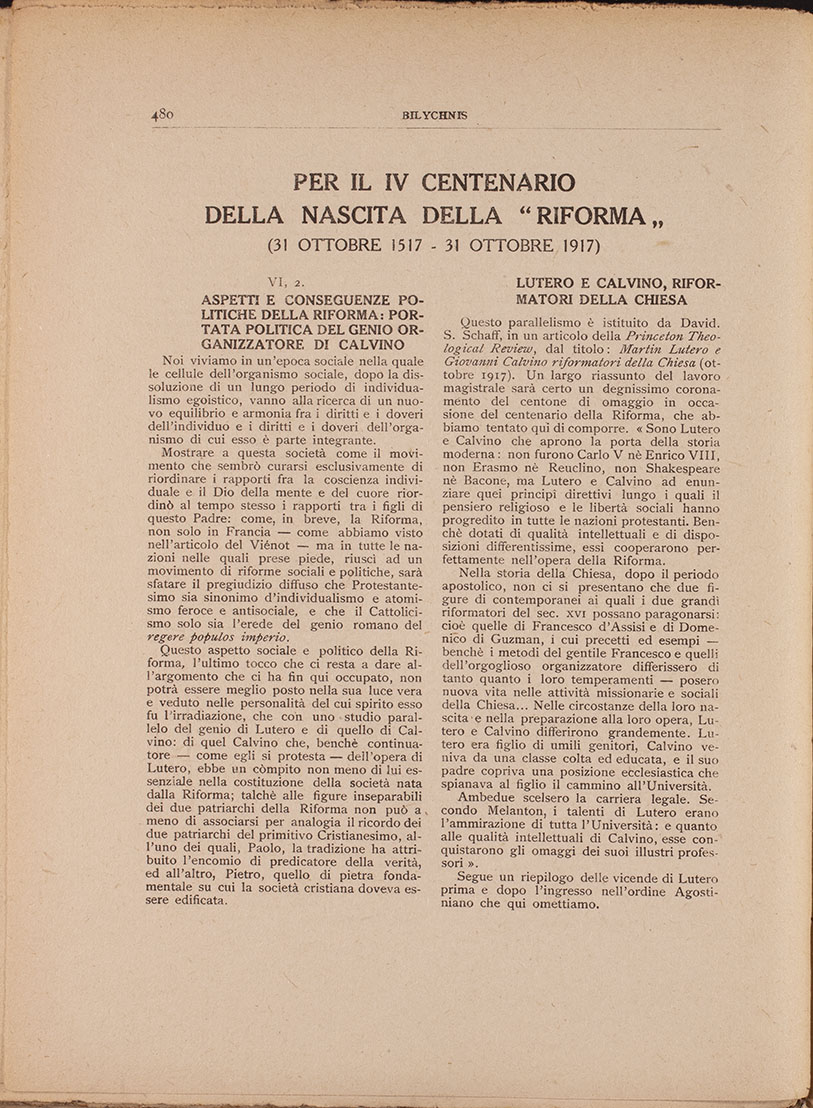 480
BILYCHNIS
PER IL IV CENTENARIO
DELLA NASCITA DELLA “ RIFORMA „
(31 OTTOBRE 1517 - 31 OTTOBRE 1917)
VI, 2.
ASPETTI E CONSEGUENZE PO-
LITICHE DELLA RIFORMA: POR-
TATA POLITICA DEL GENIO OR-
GANIZZATORE DI CALVINO
Noi viviamo in un'epoca sociale nella quale
le cellule dell'organismo sociale, dopo la dis-
soluzione di un lungo periodo di individua-
lismo egoistico, vanno alla ricerca di un nuo-
vo equilibrio e armonia fra i diritti e i doveri
dell'individuo e i diritti e i doveri dell'orga-
nismo di cui esso è parte integrante.
Mostrare a questa società come il movi-
mento che sembrò curarsi esclusivamente di
riordinare i rapporti fra la coscienza indivi-
duale e il Dio della mente e del cuore rior-
dinò al tempo stesso i rapporti tra i figli di
questo Padre: come, in breve, la Riforma,
non solo in Francia — come abbiamo visto
nell'articolo del Viénot — ma in tutte le na-
zioni nelle quali prese piede, riuscì ad un
movimento di riforme sociali e politiche, sarà
sfatare il pregiudizio diffuso che Protestante-
simo sia sinonimo d'individualismo e atomi-
smo feroce e antisociale, e che il Cattolici-
smo solo sia l'erede del genio romano del
regere populos imperio.
Questo aspetto sociale e politico della Ri-
forma, l'ultimo tocco che ci resta a dare al-
l'argomento che ci ha fin qui occupato, non
potrà essere meglio posto nella sua luce vera
e veduto nelle personalità del cui spirito esso
fu l'irradiazione, che con uno studio paral-
lelo del genio di Lutero e di quello di Cal-
vino: di quel Calvino che, benchè continua-
tore — come egli si protesta — dell'opera di
Lutero, ebbe un còmpito non meno di lui es-
senziale nella costituzione della società nata
dalla Riforma; talchè alle figure inseparabili
dei due patriarchi della Riforma non può a
meno di associarsi per analogia il ricordo dei
due patriarchi del primitivo Cristianesimo, al-
l'uno dei quali, Paolo, la tradizione ha attri-
buito l'encomio di predicatore della verità,
ed all'altro, Pietro, quello di pietra fonda-
mentale su cui la società cristiana doveva es-
sere edificata.
LUTERO E CALVINO, RIFOR-
MATORI DELLA CHIESA
Questo parallelismo è istituito da David.
S. Schaff, in un articolo della Princeton Theo-
logical Review, dal titolo: Martin Lutero e
Giovanni Calvino riformatori della Chiesa (ot-
tobre 1917). Un largo riassunto del lavoro
magistrale sarà certo un degnissimo corona-
mento del centone di omaggio in occa-
sione del centenario della Riforma, che ab-
biamo tentato qui di comporre. « Sono Lutero
e Calvino che aprono la porta della storia
moderna: non furono Carlo V nè Enrico VIII,
non Erasmo nè Reuclino, non Shakespeare
nè Bacone, ma Lutero e Calvino ad enun-
ziare quei principî direttivi lungo i quali il
pensiero religioso e le libertà sociali hanno
progredito in tutte le nazioni protestanti. Ben-
chè dotati di qualità intellettuali e di dispo-
sizioni differentissime, essi cooperarono per-
fettamente nell'opera della Riforma.
Nella storia della Chiesa, dopo il periodo
apostolico, non ci si presentano che due fi-
gure di contemporanei ai quali i due grandi
riformatori del sec. XVI possano paragonarsi:
cioè quelle di Francesco d'Assisi e di Dome-
nico di Guzman, i cui precetti ed esempi —
benchè i metodi del gentile Francesco e quelli
dell'orgoglioso organizzatore differissero di
tanto quanto i loro temperamenti — posero
nuova vita nelle attività missionarie e sociali
della Chiesa... Nelle circostanze della loro na-
scita e nella preparazione alla loro opera, Lu-
tero e Calvino differirono grandemente. Lu-
tero era figlio di umili genitori, Calvino ve-
niva da una classe colta ed educata, e il suo
padre copriva una posizione ecclesiastica che
spianava al figlio il cammino all'Università.
Ambedue scelsero la carriera legale. Se-
condo Melanton, i talenti di Lutero erano
l'ammirazione di tutta l'Università: e quanto
alle qualità intellettuali di Calvino, esse con-
quistarono gli omaggi dei suoi illustri profes-
sori ».
Segue un riepilogo delle vicende di Lutero
prima e dopo l'ingresso nell'ordine Agosti-
niano che qui omettiamo.